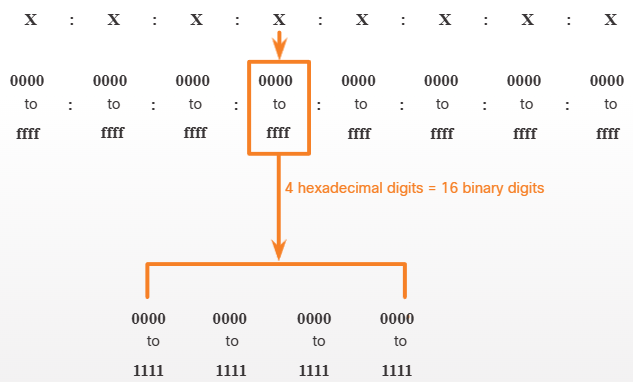 X : X : X : X : X : X : X : X
0000 0000 0000 0000 0000 0000 0000 0000
to : to : to : to : to : to : to : to
ffff ffff ffff ffff ffff ffff ffff ffff
4 hexadecimal digits = 16 binary digits
0000 0000 0000 0000
to to to to
1111 1111 1111 1111